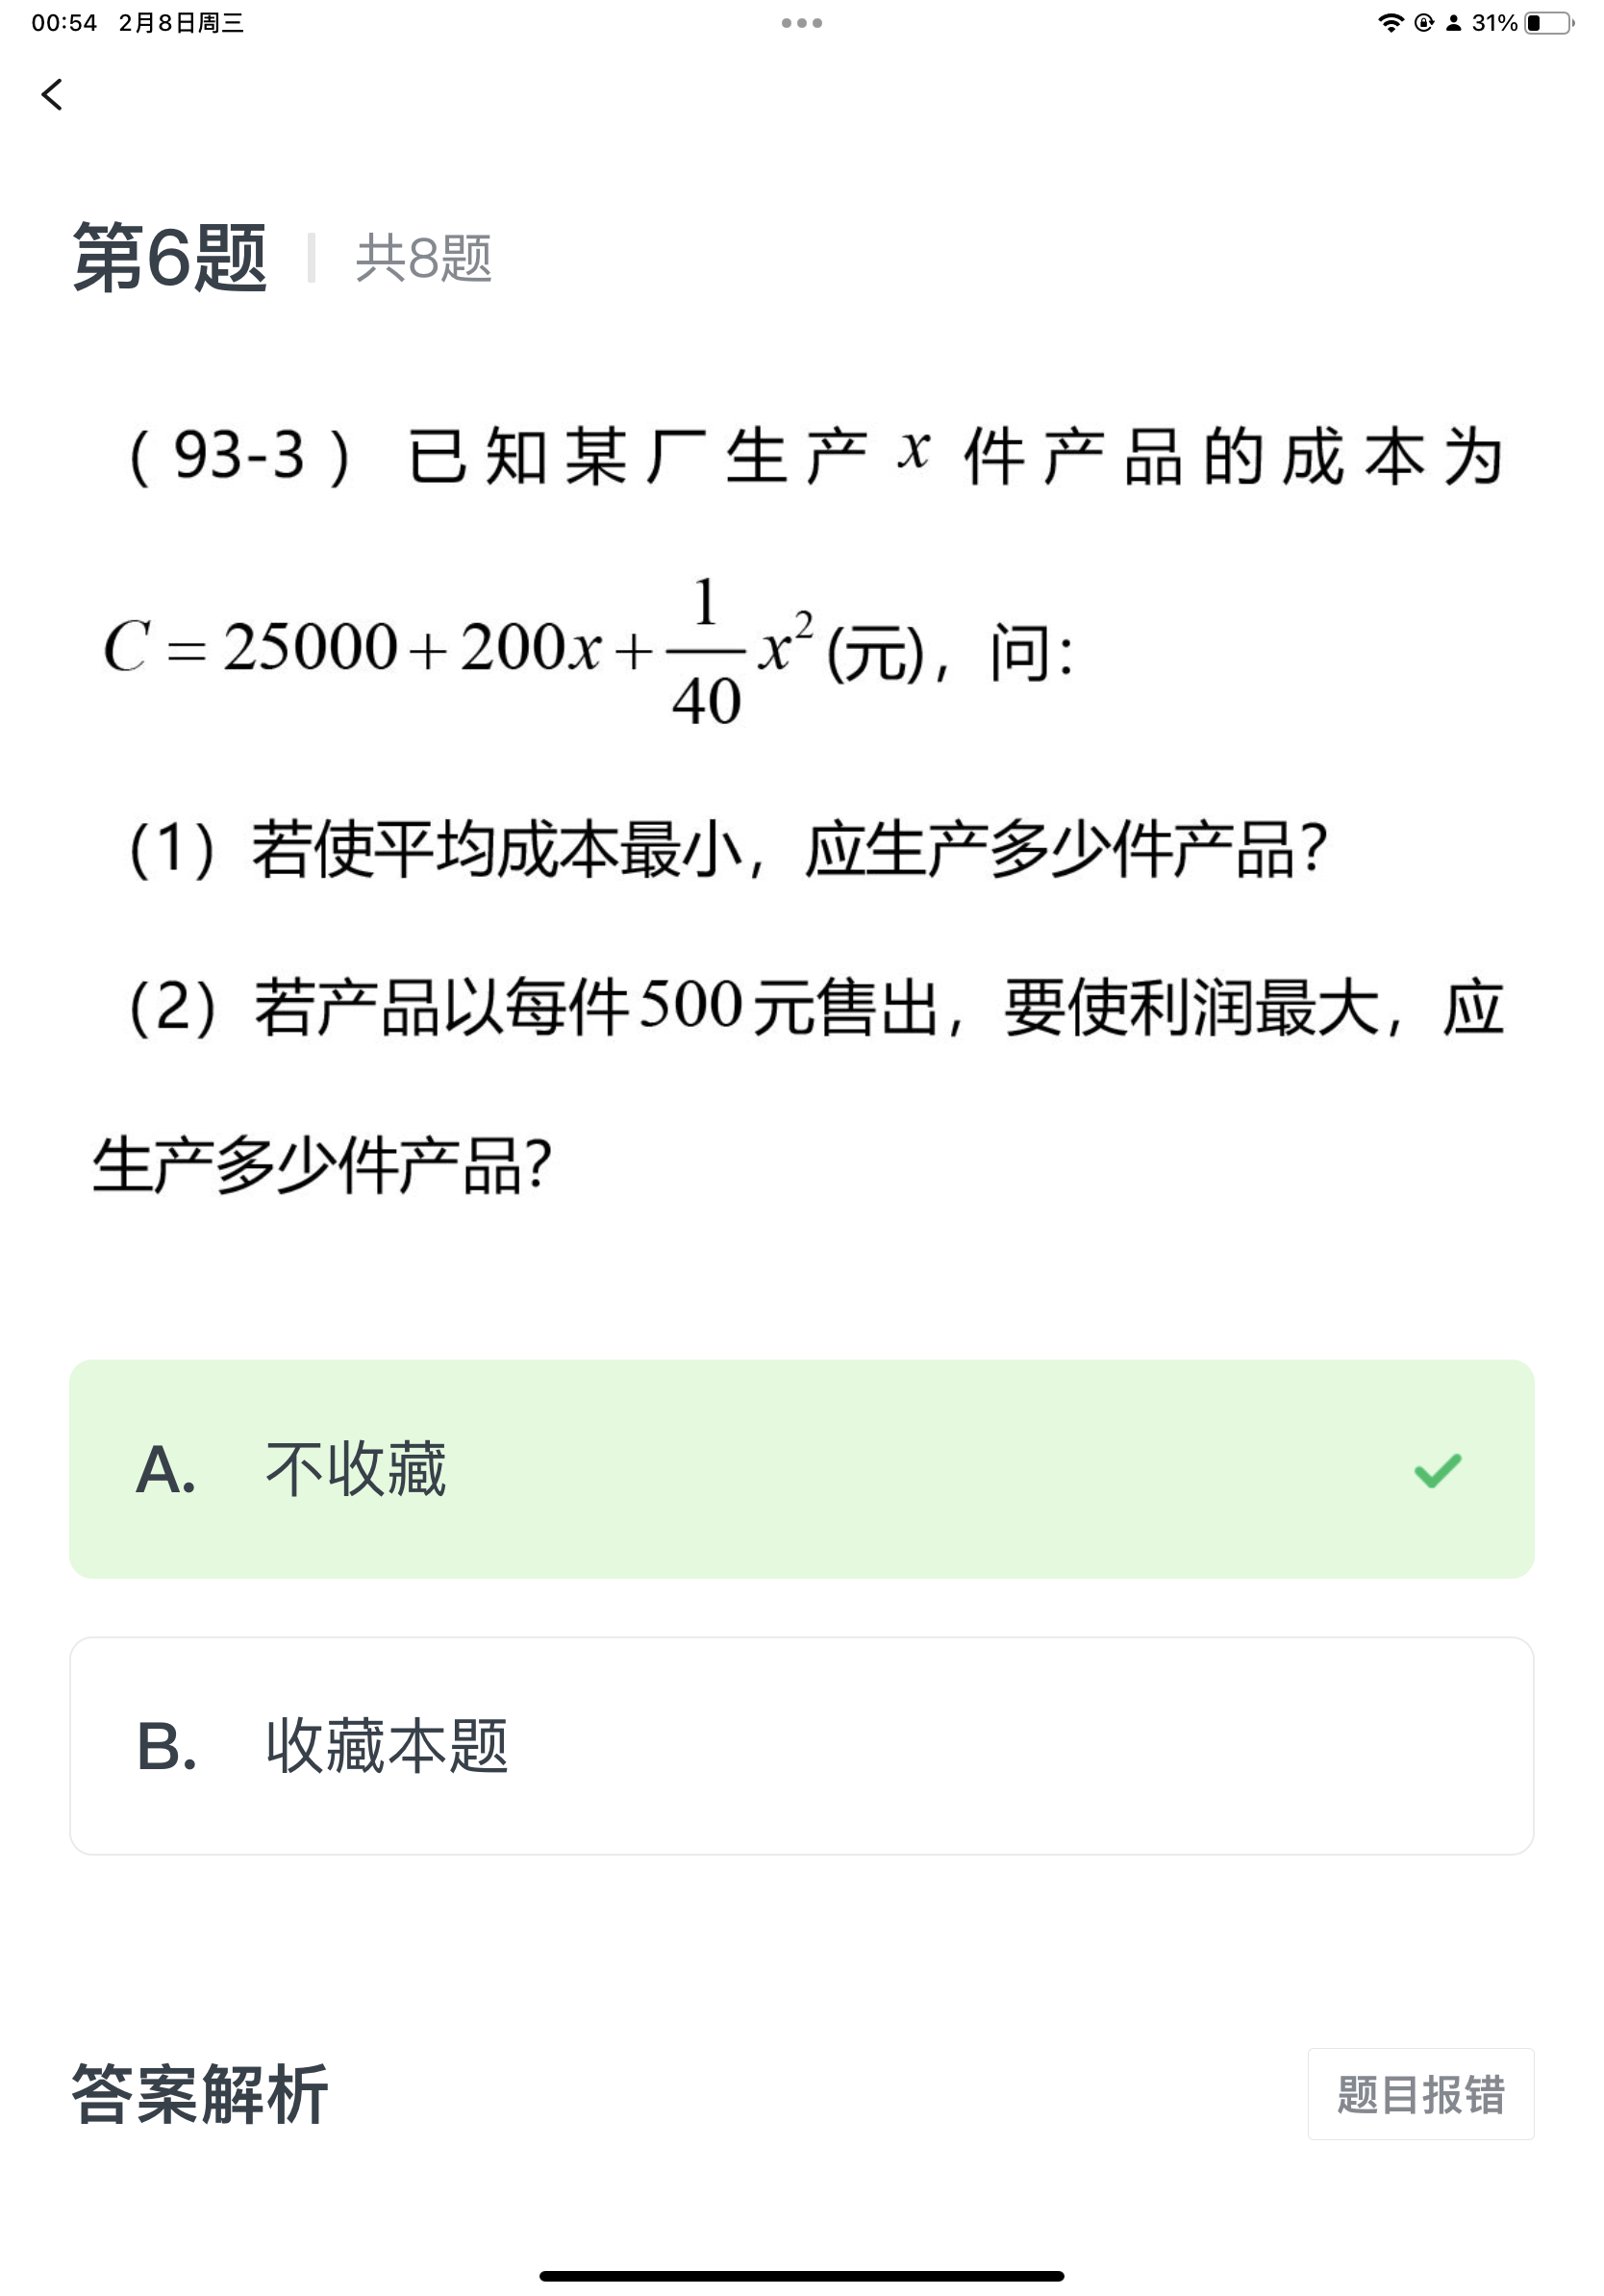 00:54 2月8日周三
31%
第6题 共8题
（93-3）已知某厂生产 x 件产品的成本为
C = 25000 + 200x + \frac{1}{40} x^2 (元)，问：
（1）若使平均成本最小，应生产多少件产品？
（2）若产品以每件500元售出，要使利润最大，应
生产多少件产品？
A. 不收藏
B. 收藏本题
答案解析
题目报错